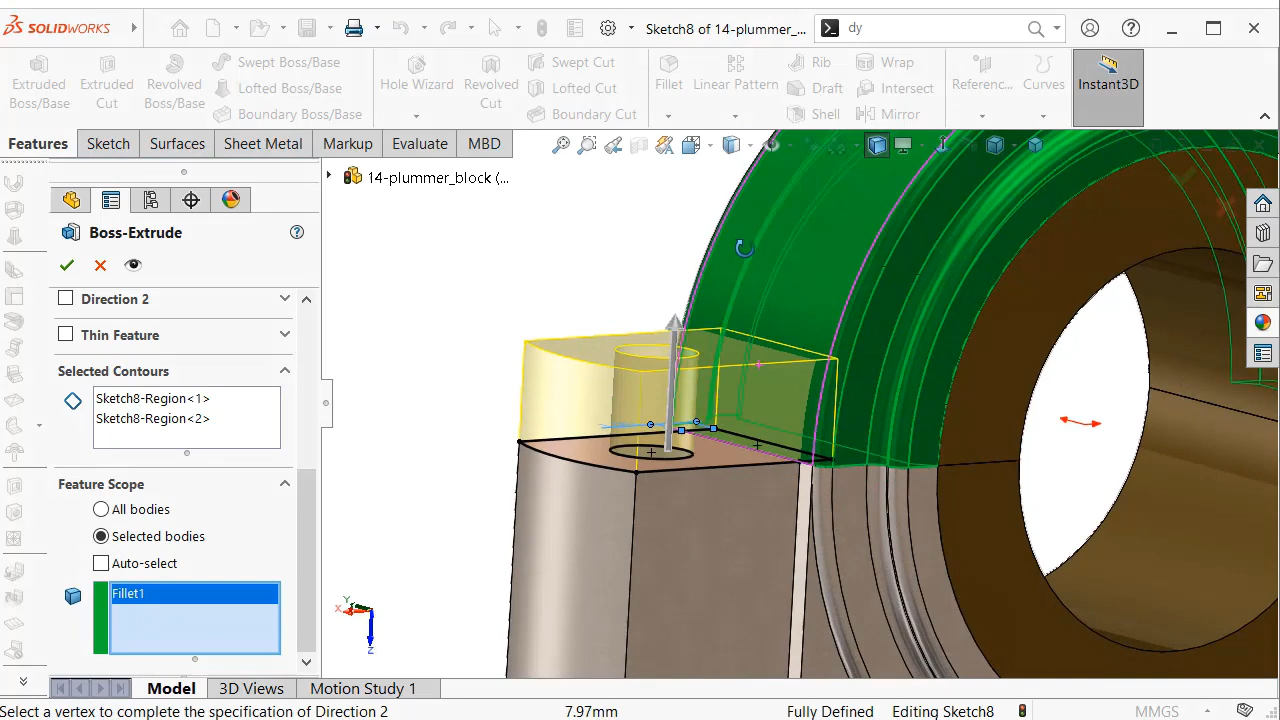 SOLIDWORKS
Sketch8 of 14-plummer_...
dy
Extruded Boss/Base
Extruded Cut
Revolved Boss/Base
Swept Boss/Base
Lofted Boss/Base
Boundary Boss/Base
Hole Wizard
Revolved Cut
Swept Cut
Lofted Cut
Boundary Cut
Fillet
Linear Pattern
Rib
Draft
Shell
Wrap
Intersect
Mirror
Referenc...
Curves
Instant3D
Features
Sketch
Surfaces
Sheet Metal
Markup
Evaluate
MBD
14-plummer_block (...
Boss-Extrude
Direction 2
Thin Feature
Selected Contours
Sketch8-Region<1>
Sketch8-Region<2>
Feature Scope
All bodies
Selected bodies
Auto-select
Fillet1
Y
X
Z
Model
3D Views
Motion Study 1
Select a vertex to complete the specification of Direction 2
7.97mm
Fully Defined
Editing Sketch8
MMGS